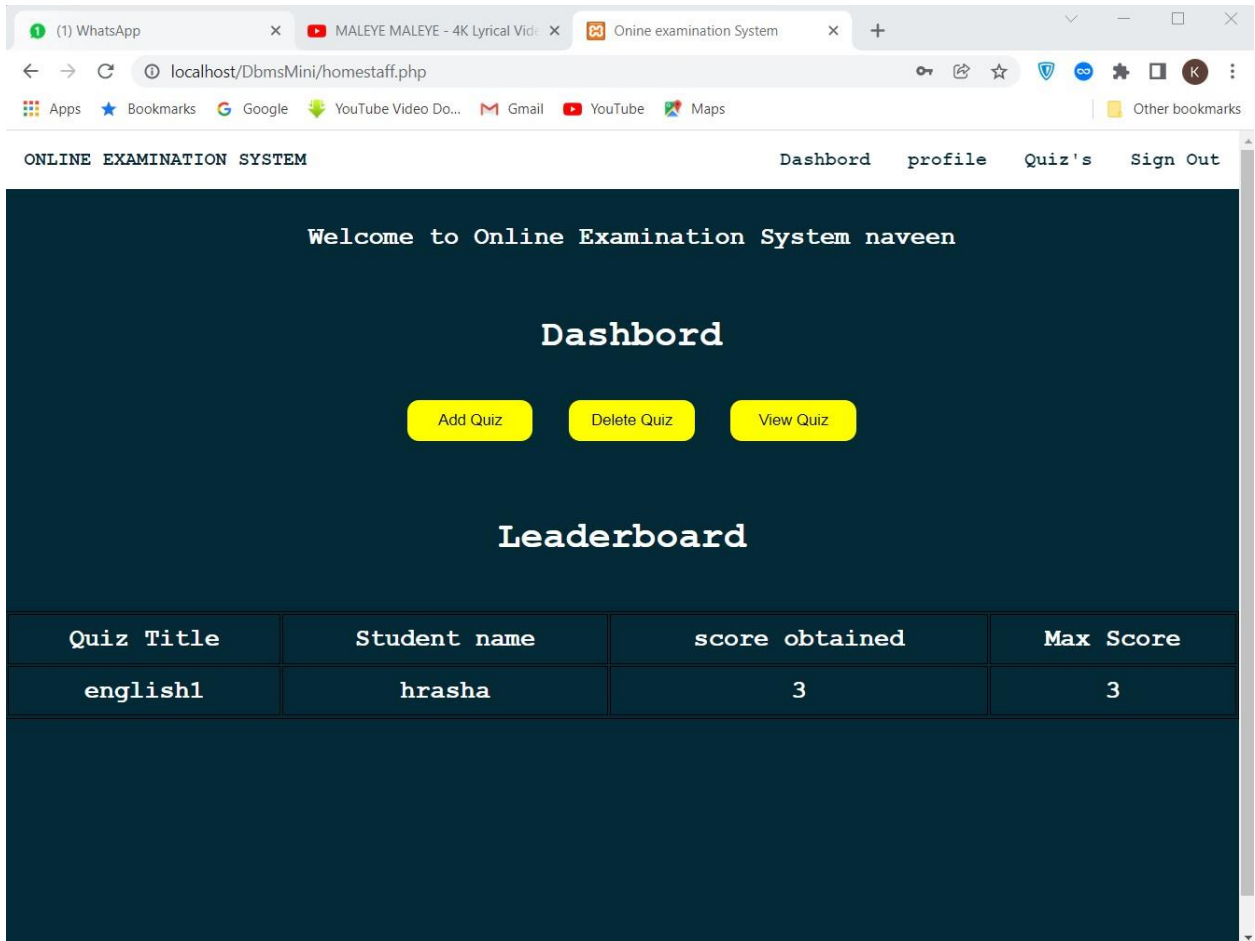 1 (1) WhatsApp MALEYE MALEYE - 4K Lyrical Vide Onine examination System
localhost/DbmsMini/homestaff.php K
Apps Bookmarks Google YouTube Video Do... Gmail YouTube Maps Other bookmarks
ONLINE EXAMINATION SYSTEM Dashbord profile Quiz's Sign Out
Welcome to Online Examination System naveen
Dashbord
Add Quiz Delete Quiz View Quiz
Leaderboard
Quiz Title Student name score obtained Max Score
english1 hrasha 3 3